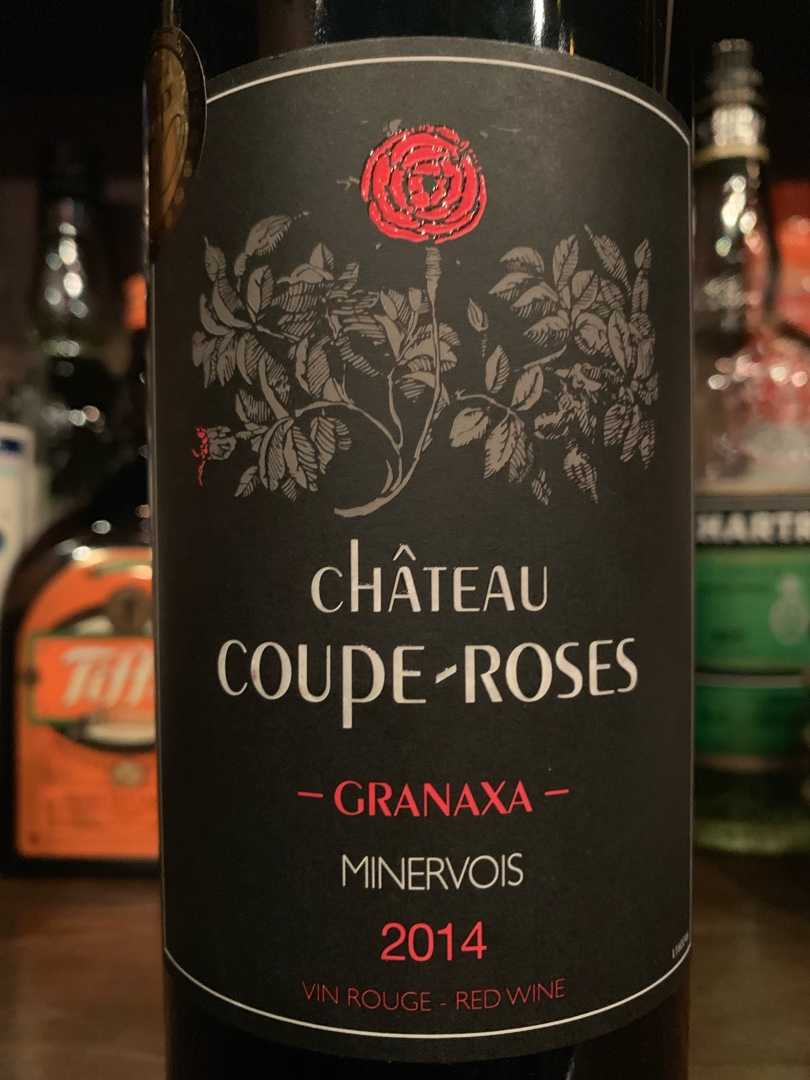 CHÂTEAU
COUPE-ROSES
- GRANAXA -
MINERVOIS
2014
VIN ROUGE - RED WINE